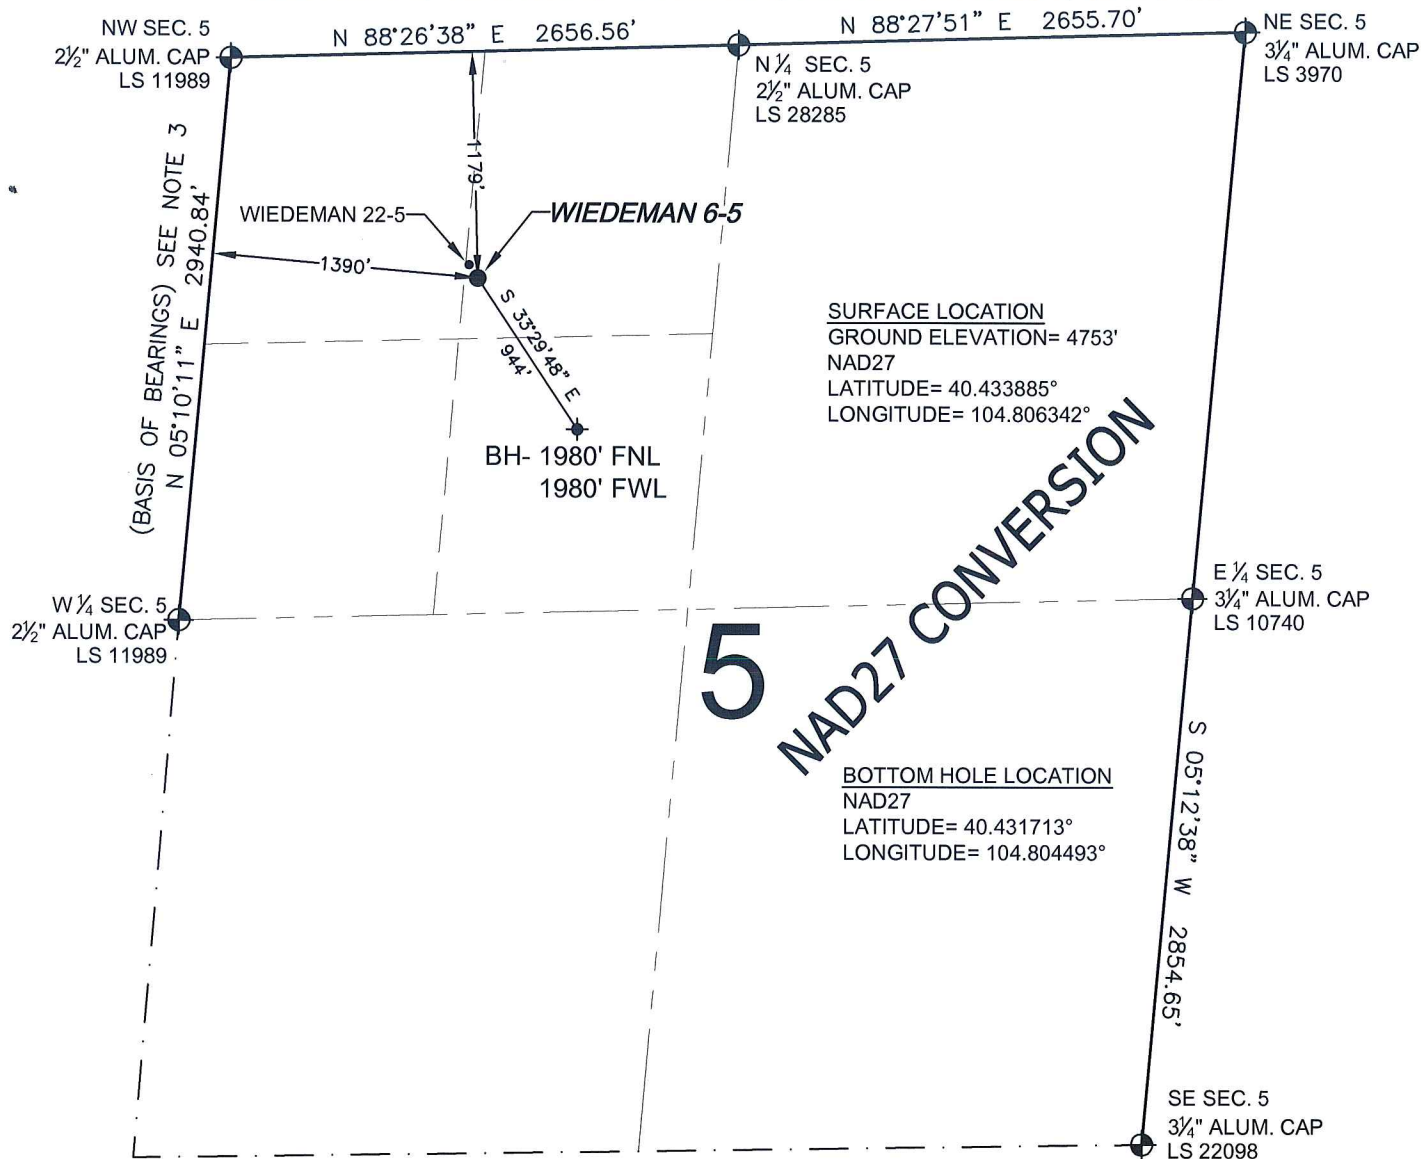 NW SEC. 5
2½" ALUM. CAP
LS 11989
N 88°26'38" E 2656.56'
N 88°27'51" E 2655.70'
NE SEC. 5
3¼" ALUM. CAP
LS 3970
N ¼ SEC. 5
2½" ALUM. CAP
LS 28285
(BASIS OF BEARINGS) SEE NOTE 3
N 05°10'11" E 2940.84'
1179'
WIEDEMAN 22-5
WIEDEMAN 6-5
1390'
S 33°29'48" E
944'
BH- 1980' FNL
1980' FWL
SURFACE LOCATION
GROUND ELEVATION= 4753'
NAD27
LATITUDE= 40.433885°
LONGITUDE= 104.806342°
NAD27 CONVERSION
W ¼ SEC. 5
2½" ALUM. CAP
LS 11989
5
E ¼ SEC. 5
3¼" ALUM. CAP
LS 10740
BOTTOM HOLE LOCATION
NAD27
LATITUDE= 40.431713°
LONGITUDE= 104.804493°
S 05°12'38" W 2854.65'
SE SEC. 5
3¼" ALUM. CAP
LS 22098